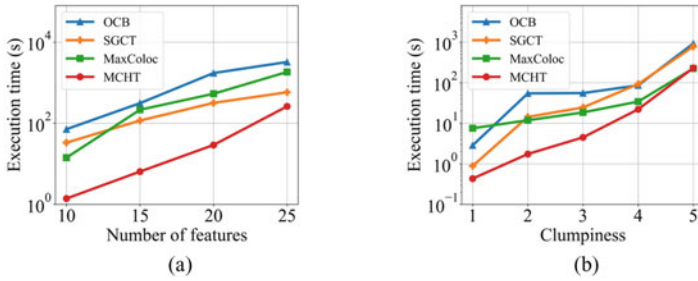 OCB
SGCT
MaxColoc
MCHT
Execution time (s)
10^4
10^2
10^0
10 15 20 25
Number of features
(a)
OCB
SGCT
MaxColoc
MCHT
Execution time (s)
10^3
10^2
10^1
10^0
10^-1
1 2 3 4 5
Clumpiness
(b)